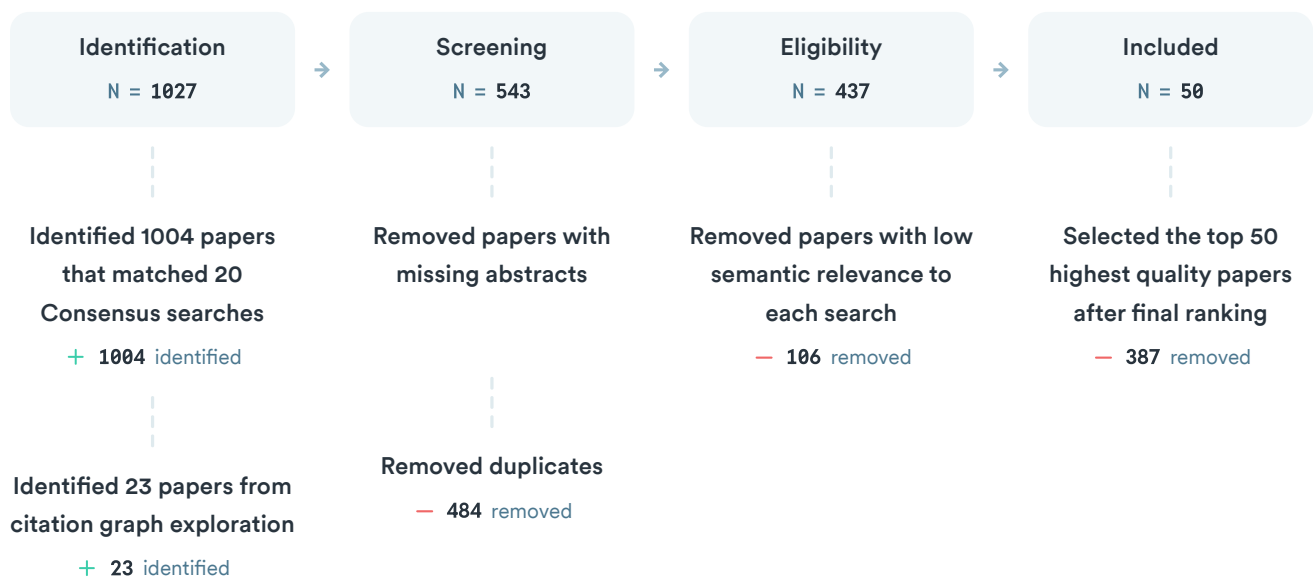 Identification
N = 1027
Screening
N = 543
Eligibility
N = 437
Included
N = 50
Identified 1004 papers
that matched 20
Consensus searches
+ 1004 identified
Identified 23 papers from
citation graph exploration
+ 23 identified
Removed papers with
missing abstracts
Removed duplicates
— 484 removed
Removed papers with low
semantic relevance to
each search
— 106 removed
Selected the top 50
highest quality papers
after final ranking
— 387 removed